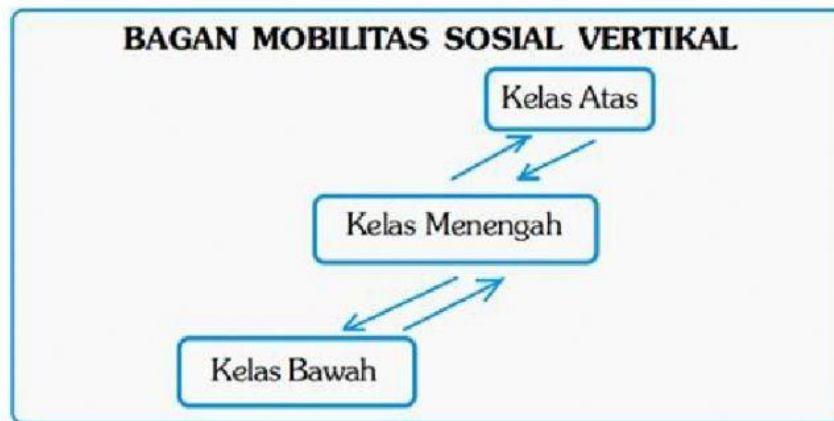 BAGAN MOBILITAS SOSIAL VERTIKAL
Kelas Atas
Kelas Menengah
Kelas Bawah